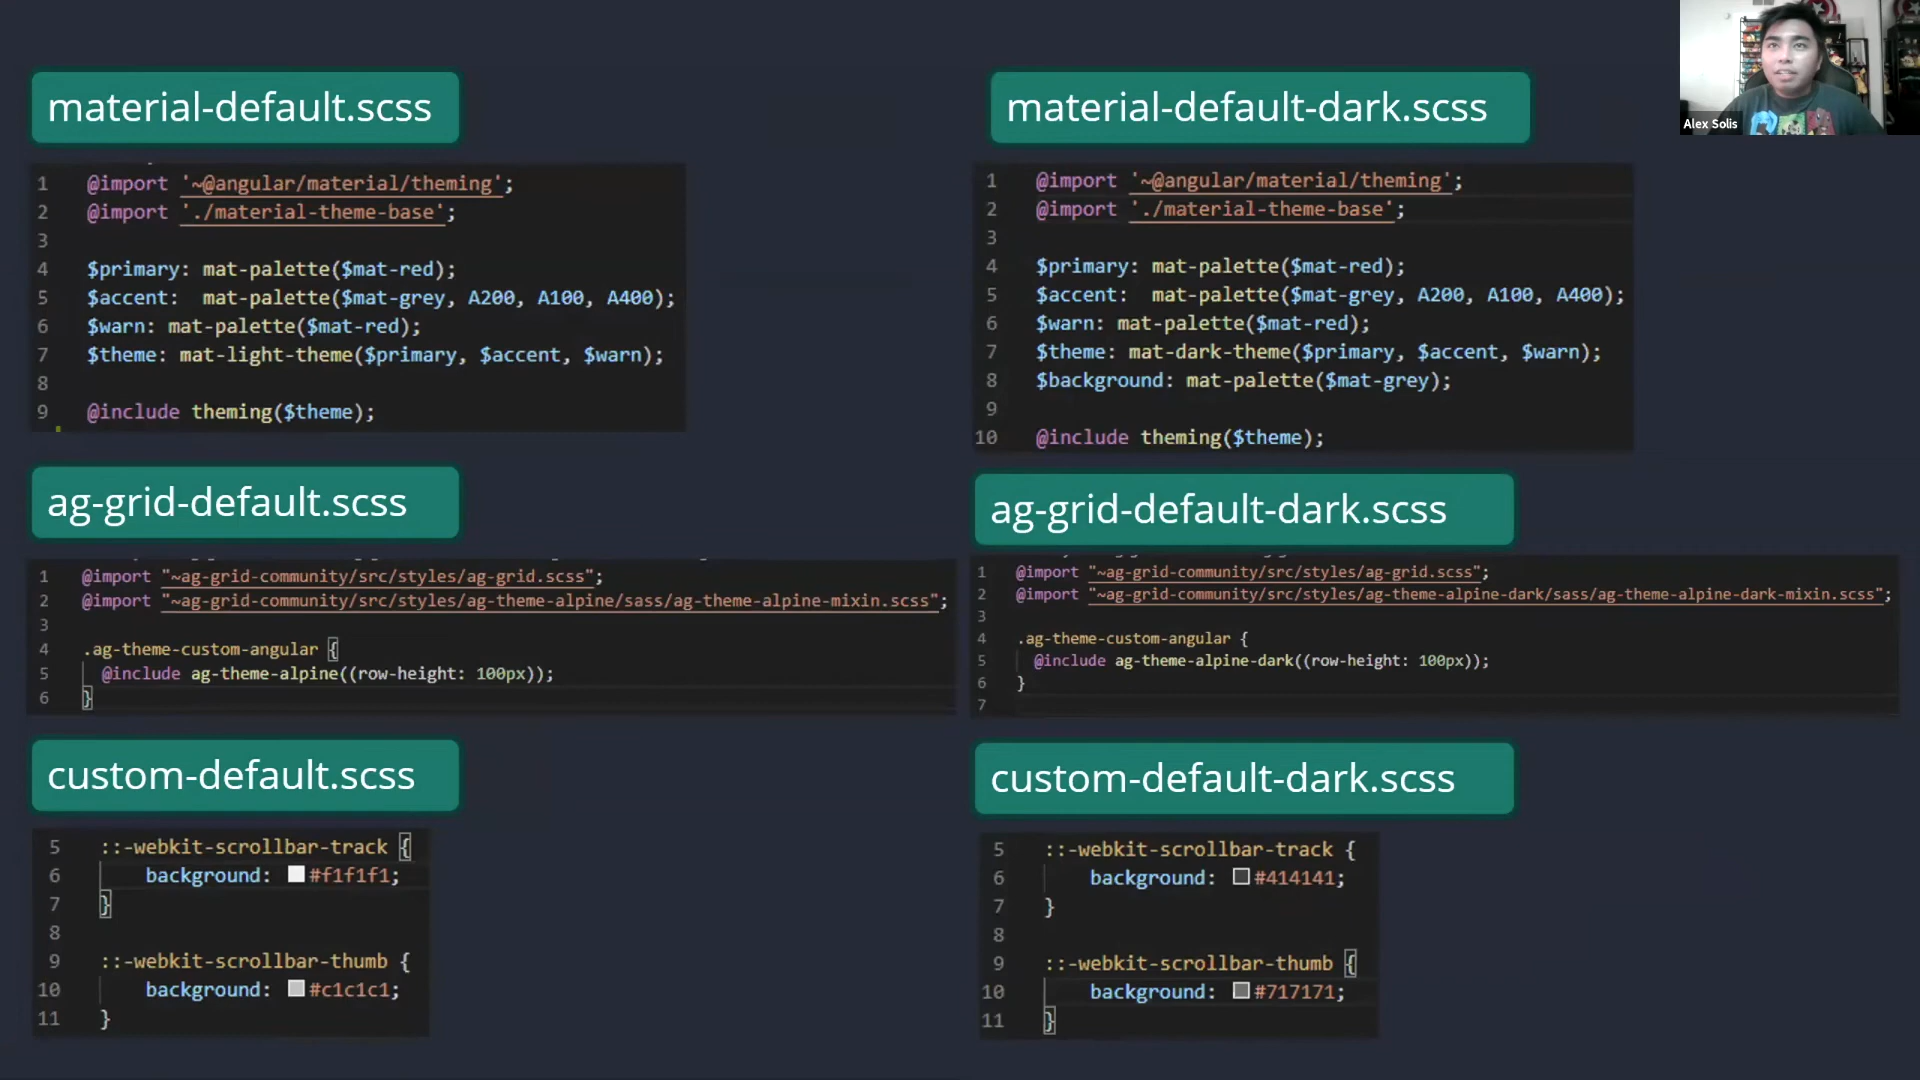 material-default.scss
1 @import '~@angular/material/theming';
2 @import './material-theme-base';
3
4 $primary: mat-palette($mat-red);
5 $accent:  mat-palette($mat-grey, A200, A100, A400);
6 $warn: mat-palette($mat-red);
7 $theme: mat-light-theme($primary, $accent, $warn);
8
9 @include theming($theme);
ag-grid-default.scss
1 @import "~ag-grid-community/src/styles/ag-grid.scss";
2 @import "~ag-grid-community/src/styles/ag-theme-alpine/sass/ag-theme-alpine-mixin.scss";
3
4 .ag-theme-custom-angular {
5   @include ag-theme-alpine((row-height: 100px));
6 }
custom-default.scss
5 ::-webkit-scrollbar-track {
6     background: #f1f1f1;
7 }
8
9 ::-webkit-scrollbar-thumb {
10     background: #c1c1c1;
11 }
material-default-dark.scss
1 @import '~@angular/material/theming';
2 @import './material-theme-base';
3
4 $primary: mat-palette($mat-red);
5 $accent:  mat-palette($mat-grey, A200, A100, A400);
6 $warn: mat-palette($mat-red);
7 $theme: mat-dark-theme($primary, $accent, $warn);
8 $background: mat-palette($mat-grey);
9
10 @include theming($theme);
ag-grid-default-dark.scss
1 @import "~ag-grid-community/src/styles/ag-grid.scss";
2 @import "~ag-grid-community/src/styles/ag-theme-alpine-dark/sass/ag-theme-alpine-dark-mixin.scss";
3
4 .ag-theme-custom-angular {
5   @include ag-theme-alpine-dark((row-height: 100px));
6 }
7
custom-default-dark.scss
5 ::-webkit-scrollbar-track {
6     background: #414141;
7 }
8
9 ::-webkit-scrollbar-thumb {
10     background: #717171;
11 }
Alex Solis